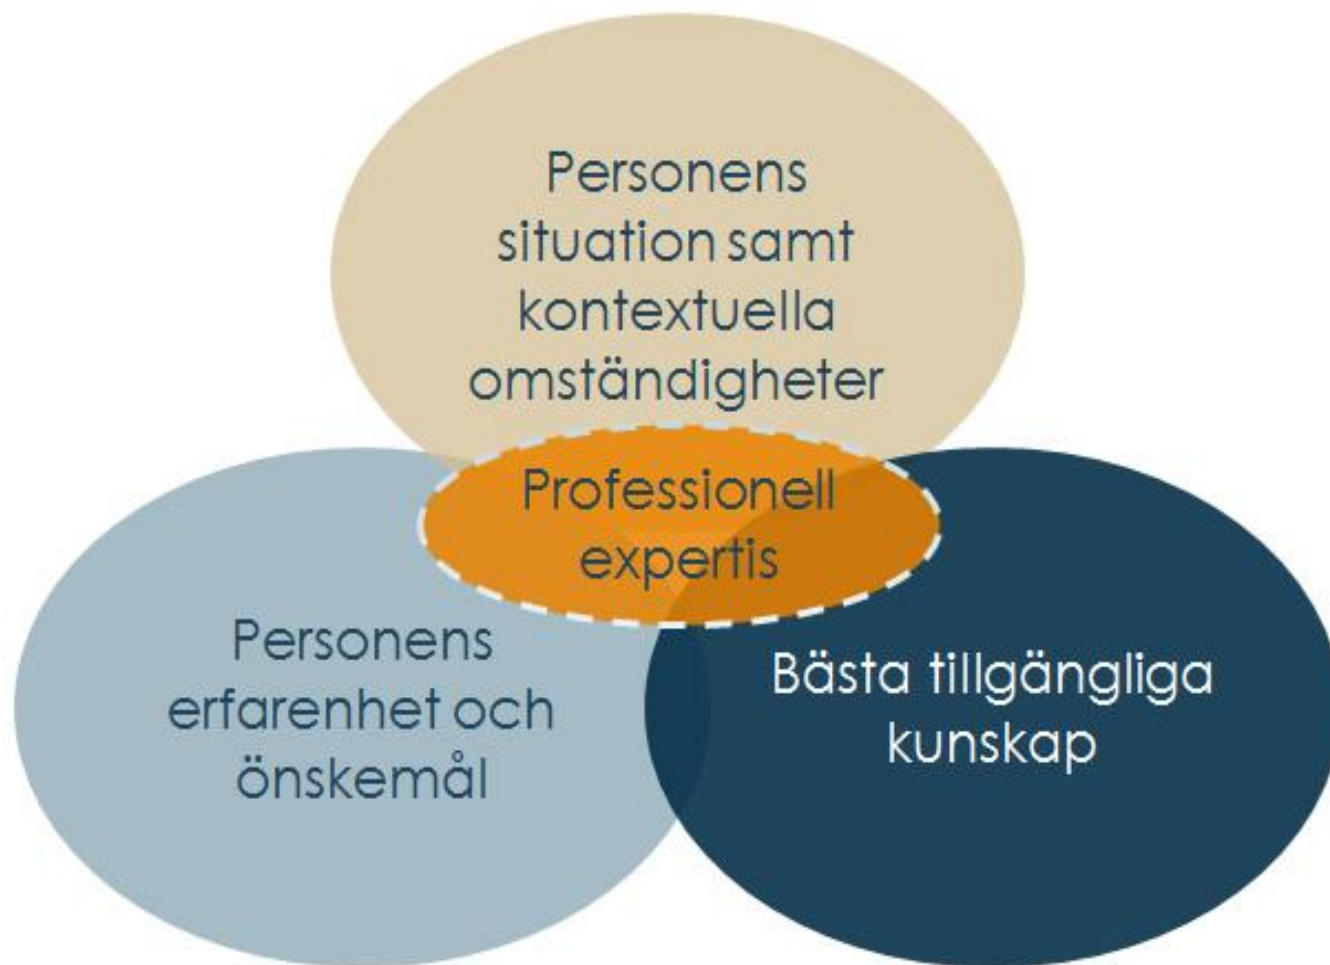 Personens
situation samt
kontextuella
omständigheter
Professionell
expertis
Personens
erfarenhet och
önskemål
Bästa tillgängliga
kunskap